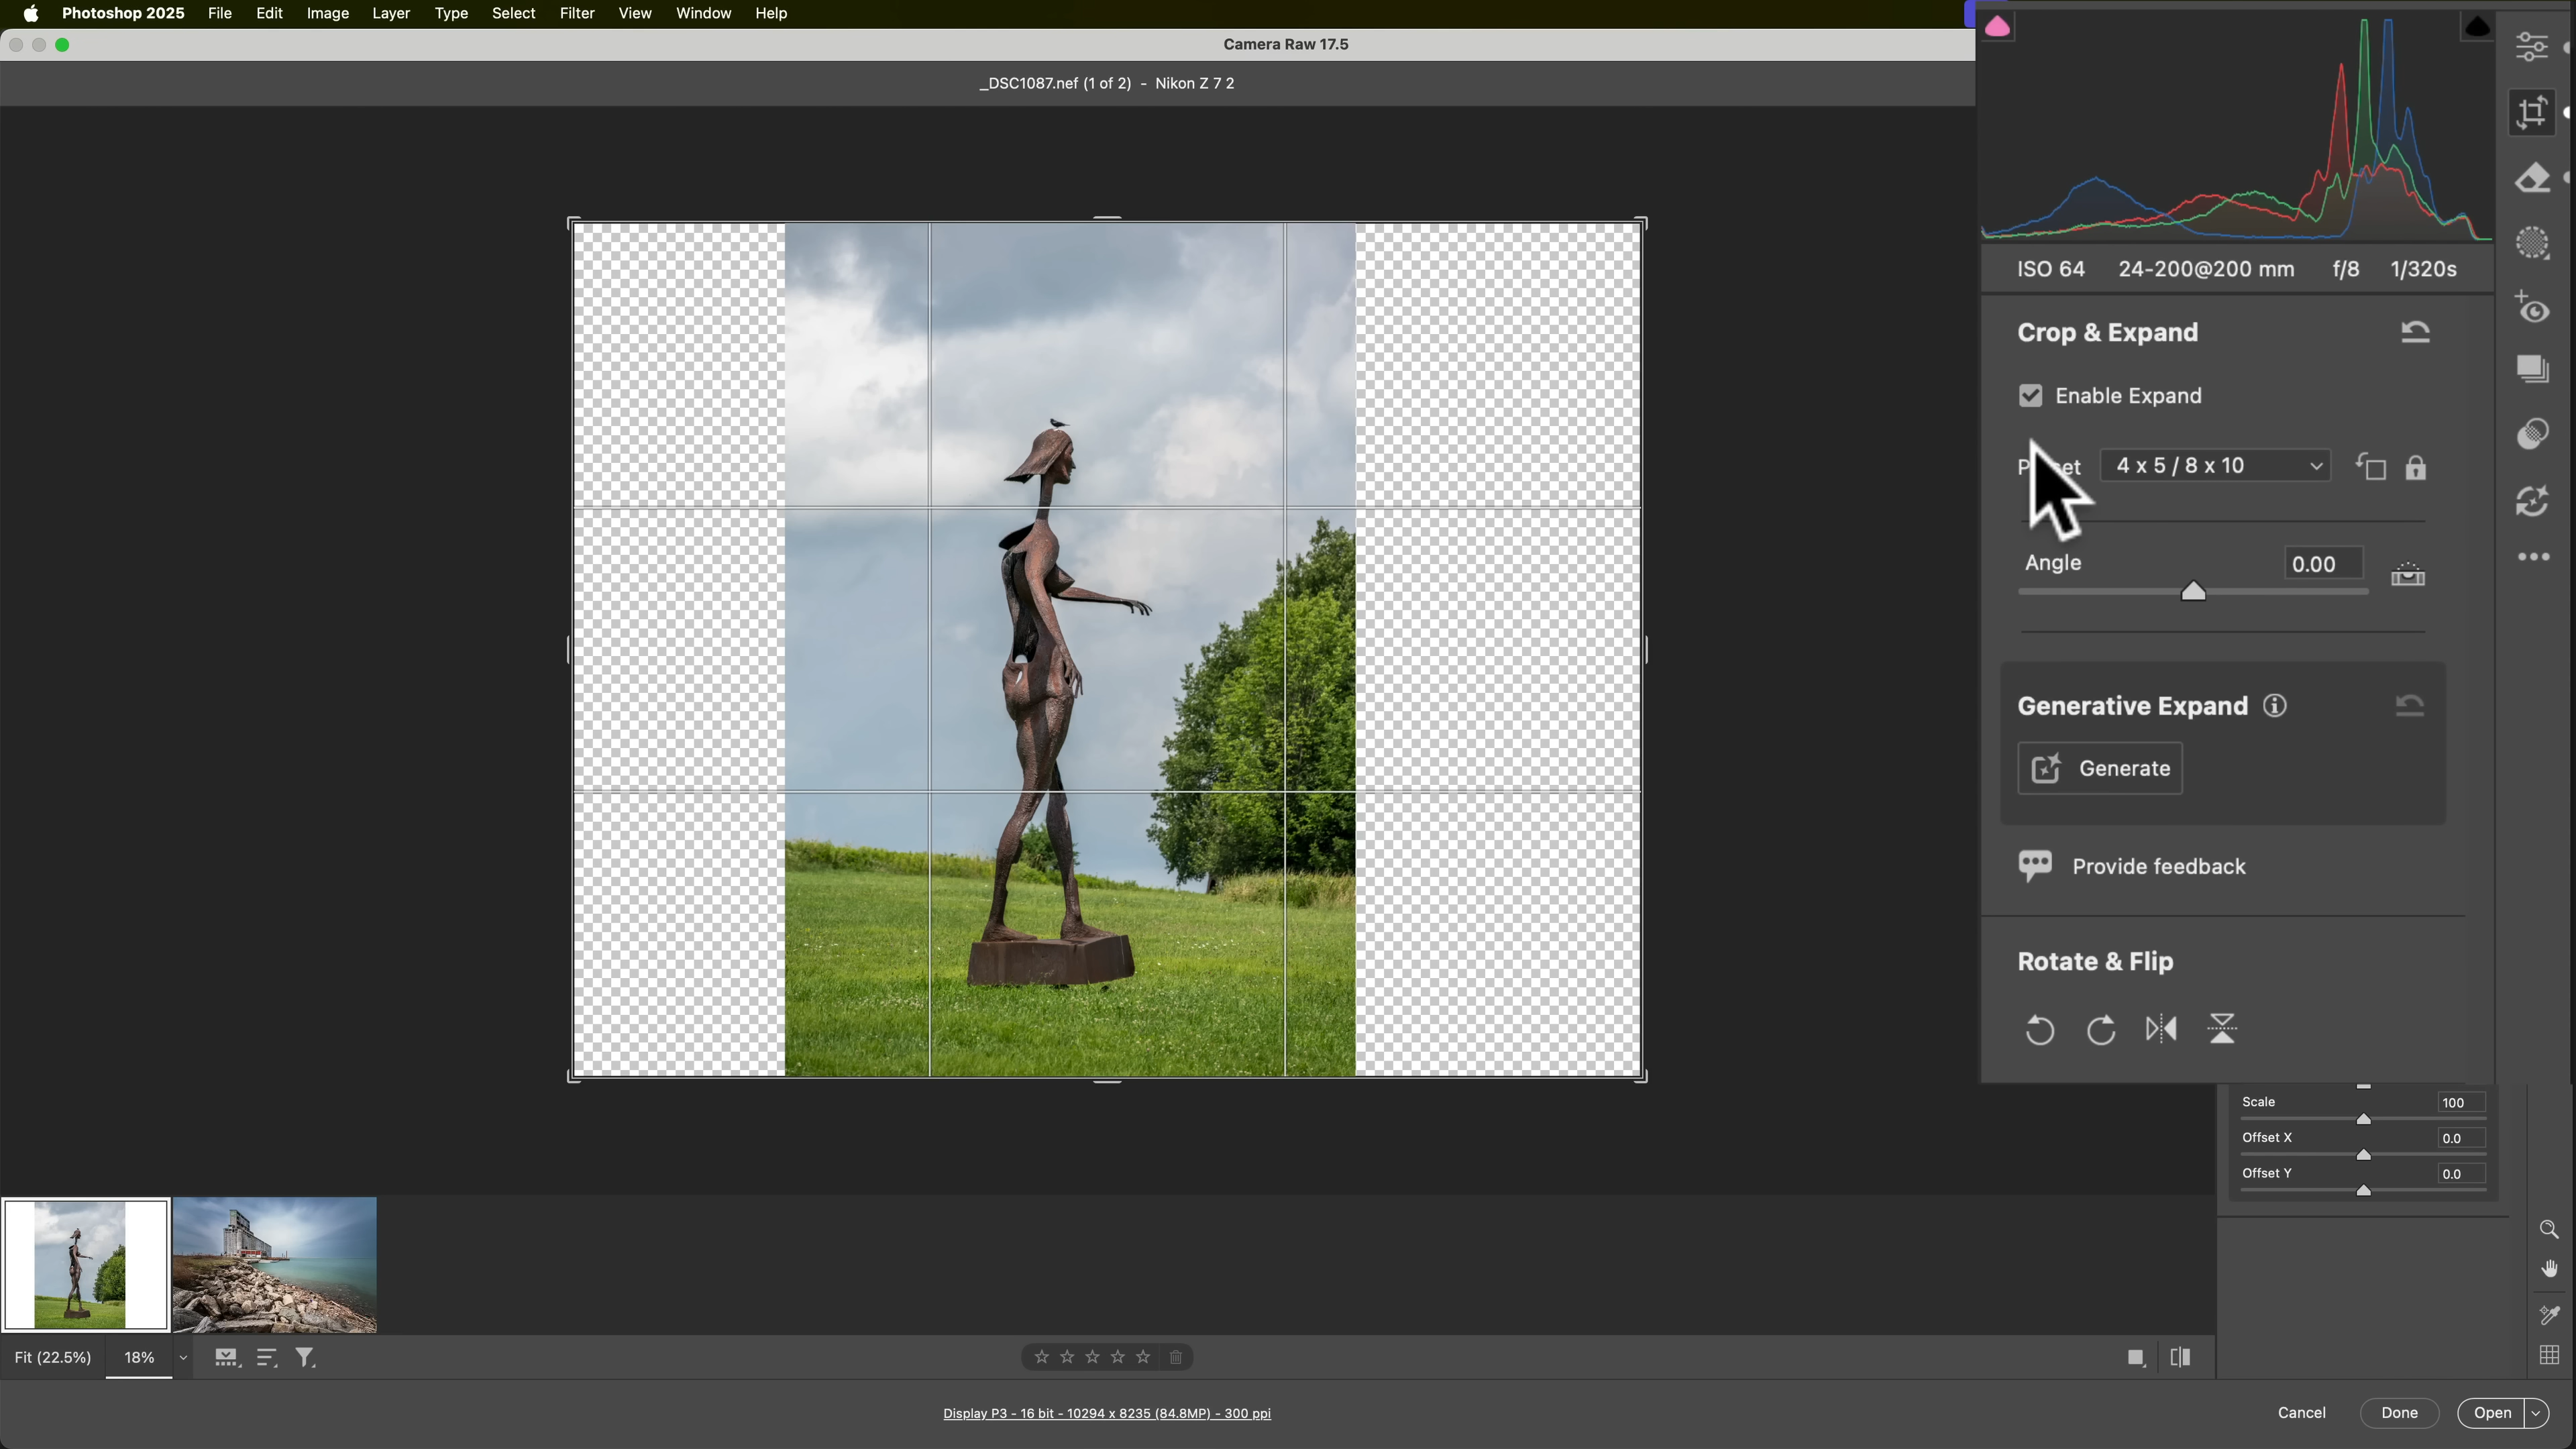 Photoshop 2025 File Edit Image Layer Type Select Filter View Window Help
Camera Raw 17.5
_DSC1087.nef (1 of 2) - Nikon Z 7 2
ISO 64 24-200@200 mm f/8 1/320s
Crop & Expand
Enable Expand
4 x 5 / 8 x 10
Angle 0.00
Generative Expand
Generate
Provide feedback
Rotate & Flip
Scale 100
Offset X 0.0
Offset Y 0.0
Fit (22.5%) 18%
Display P3 - 16 bit - 10294 x 8235 (84.8MP) - 300 ppi
Cancel Done Open